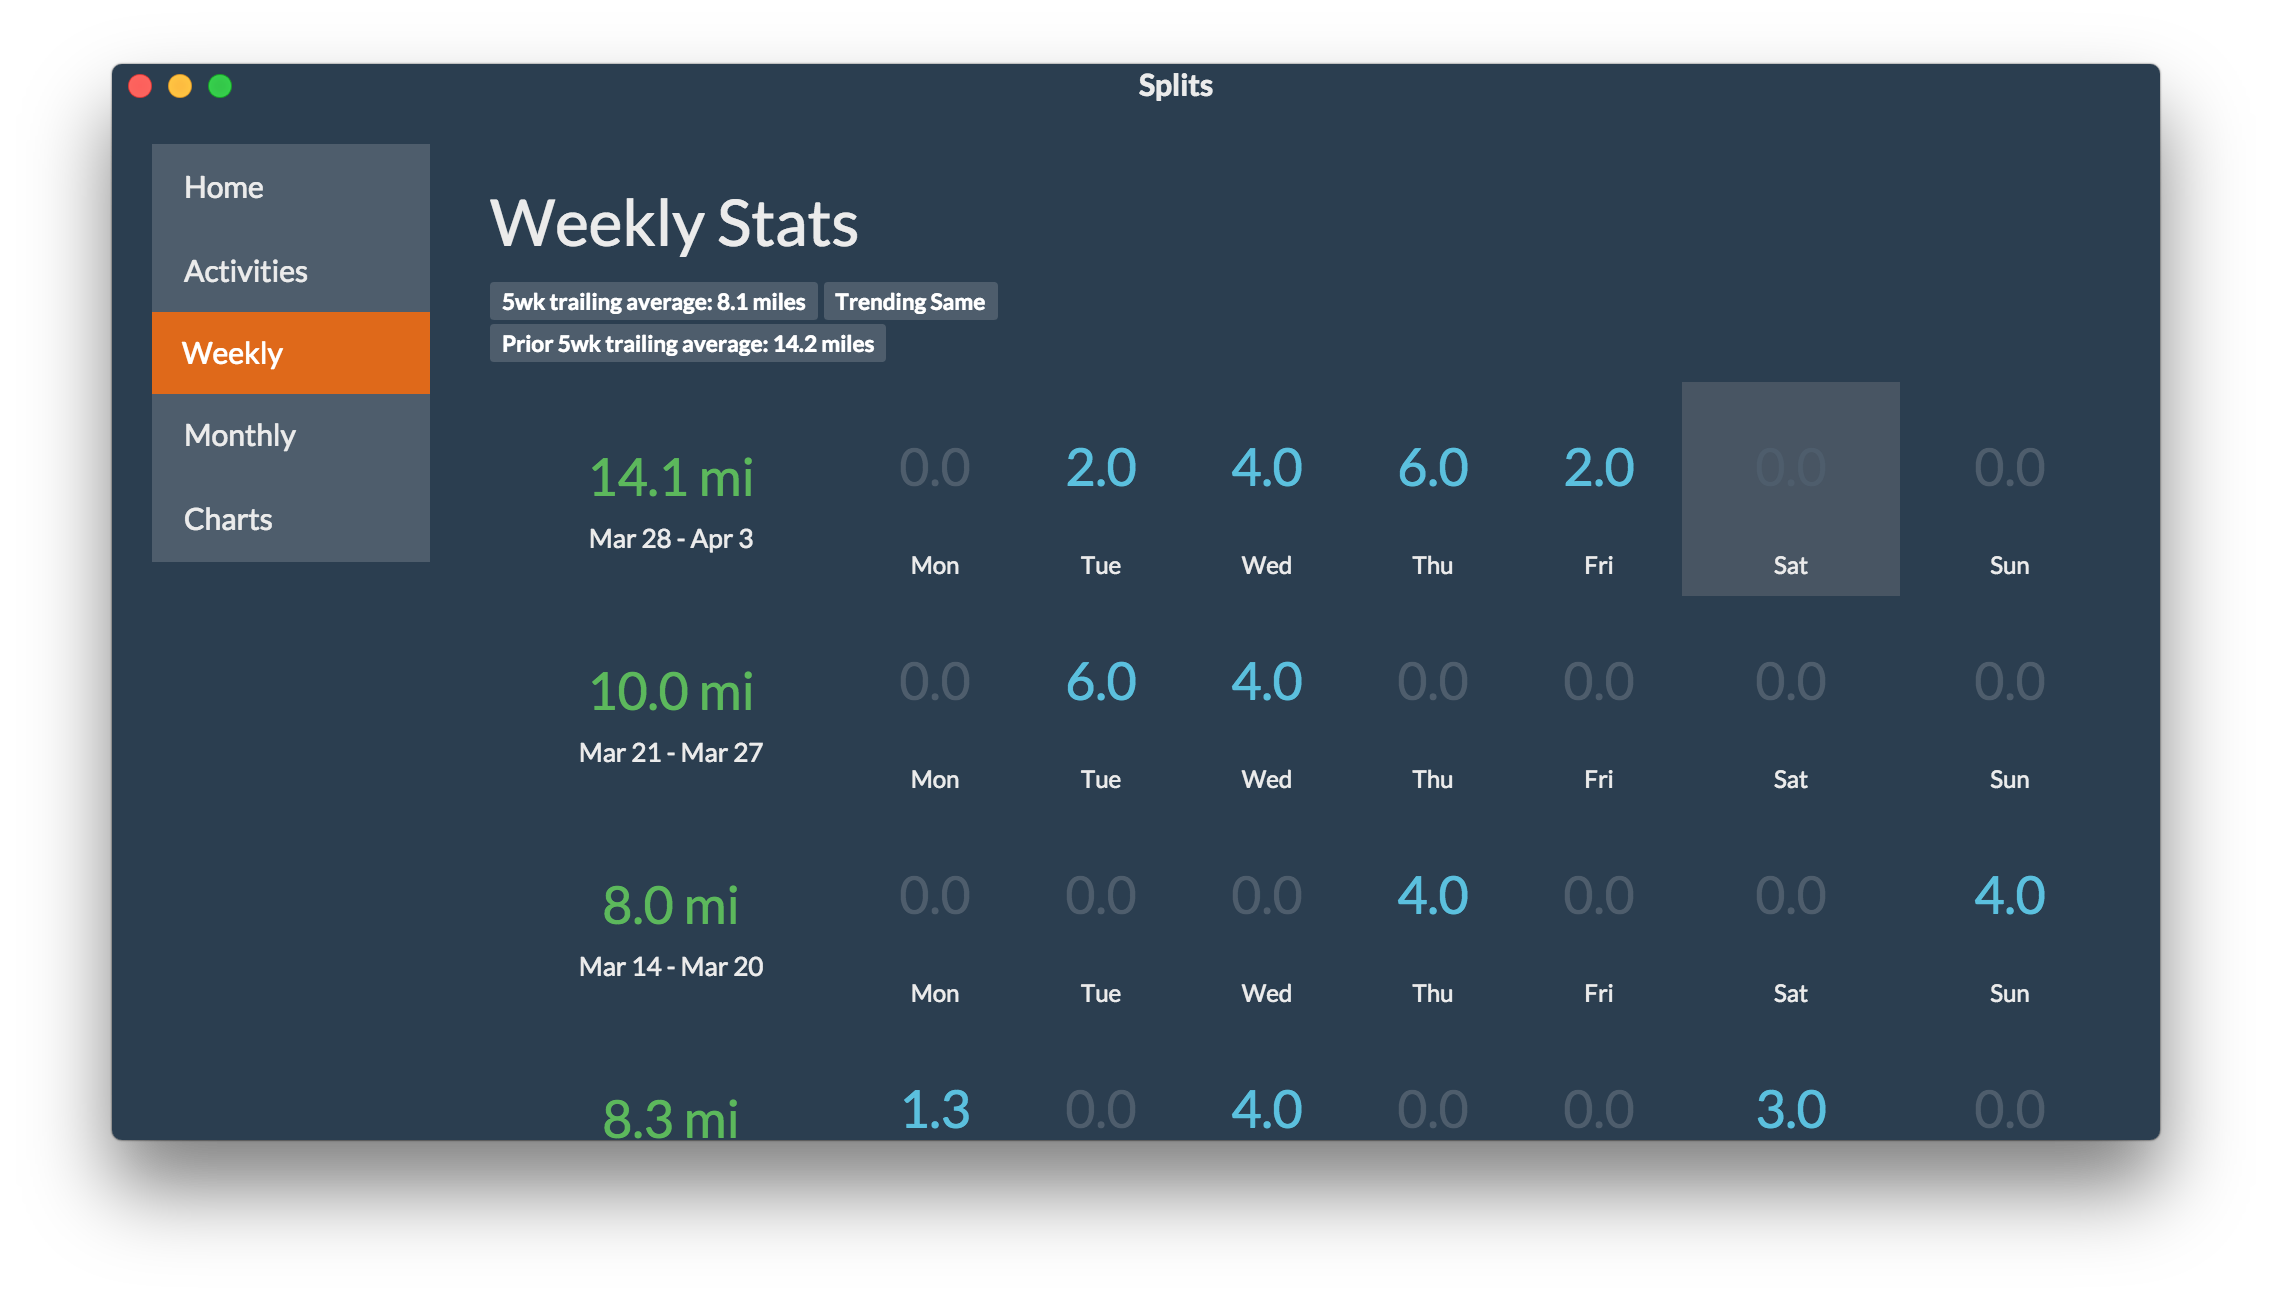 Splits
Home
Activities
Weekly
Monthly
Charts
Weekly Stats
5wk trailing average: 8.1 miles Trending Same
Prior 5wk trailing average: 14.2 miles
14.1 mi 0.0 2.0 4.0 6.0 2.0 0.0 0.0
Mar 28 - Apr 3 Mon Tue Wed Thu Fri Sat Sun
10.0 mi 0.0 6.0 4.0 0.0 0.0 0.0 0.0
Mar 21 - Mar 27 Mon Tue Wed Thu Fri Sat Sun
8.0 mi 0.0 0.0 0.0 4.0 0.0 0.0 4.0
Mar 14 - Mar 20 Mon Tue Wed Thu Fri Sat Sun
8.3 mi 1.3 0.0 4.0 0.0 0.0 3.0 0.0